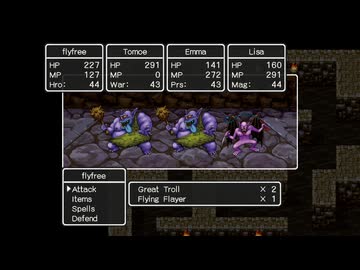 flyfree Tomoe Emma Lisa
HP 227 HP 291 HP 141 HP 160
MP 127 MP 0 MP 272 MP 291
Hro: 44 War: 43 Prs: 43 Mag: 44
flyfree
Attack
Items
Spells
Defend
Great Troll × 2
Flying Flayer × 1